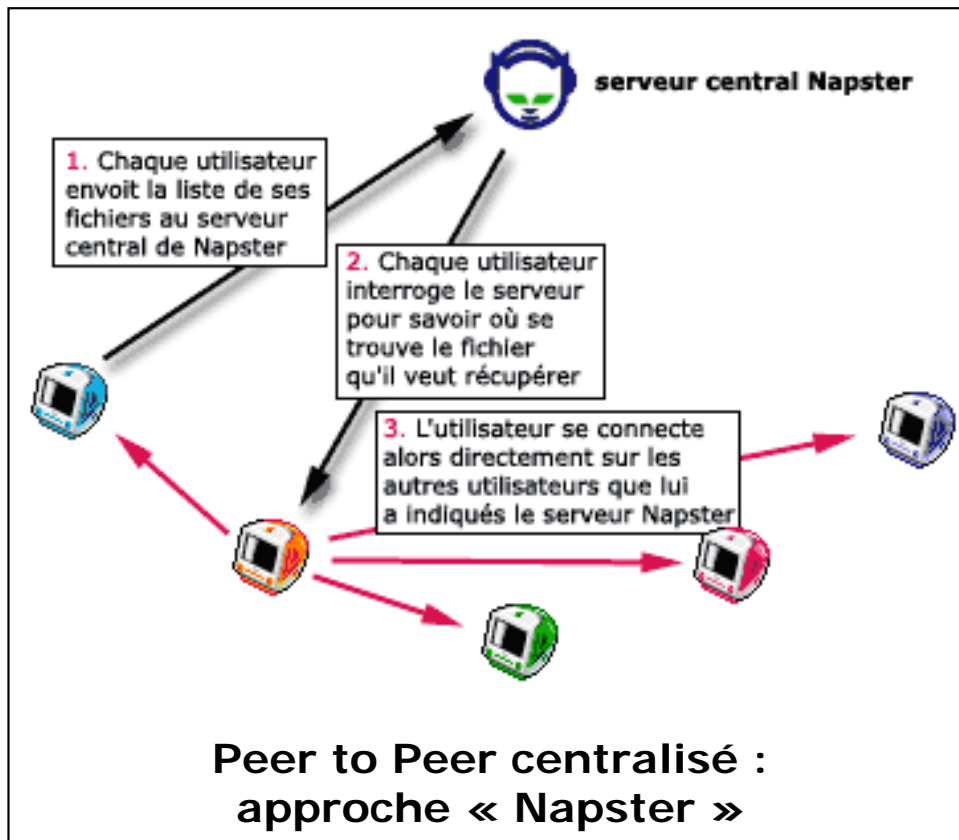 serveur central Napster
1. Chaque utilisateur
envoit la liste de ses
fichiers au serveur
central de Napster
2. Chaque utilisateur
interroge le serveur
pour savoir où se
trouve le fichier
qu'il veut récupérer
3. L'utilisateur se connecte
alors directement sur les
autres utilisateurs que lui
a indiqués le serveur Napster
Peer to Peer centralisé :
approche « Napster »